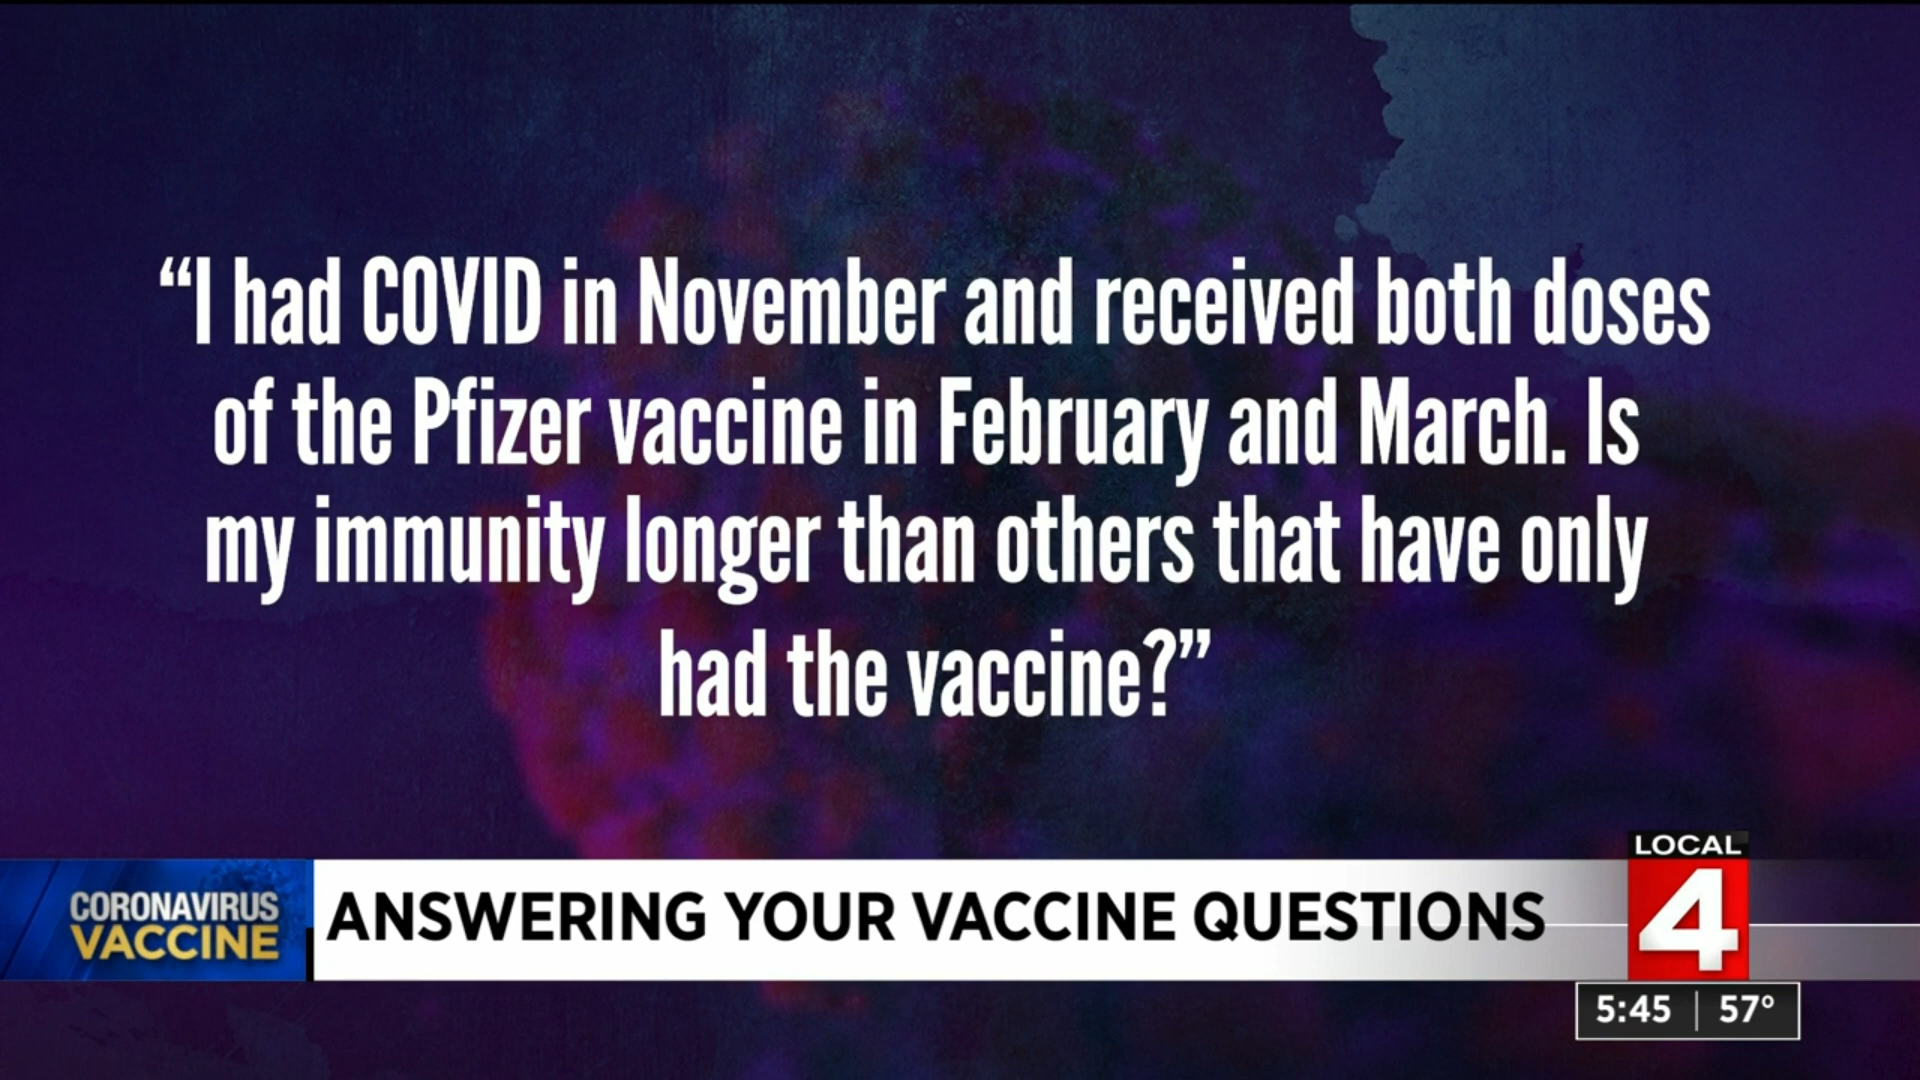 “I had COVID in November and received both doses
of the Pfizer vaccine in February and March. Is
my immunity longer than others that have only
had the vaccine?”
LOCAL
4
CORONAVIRUS
VACCINE
ANSWERING YOUR VACCINE QUESTIONS
5:45 | 57°